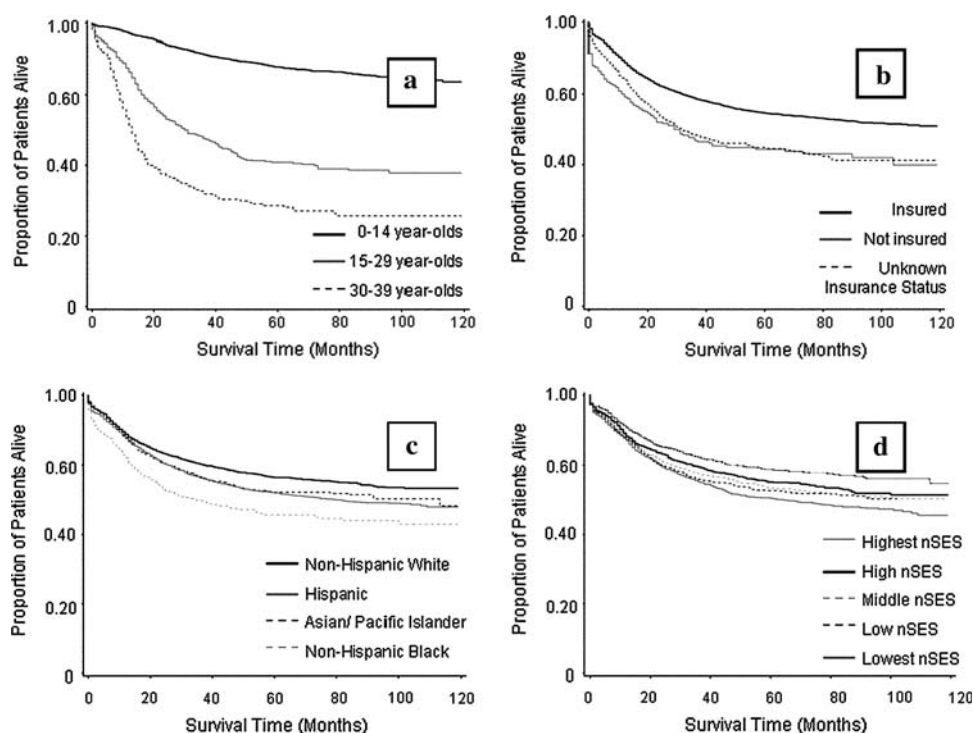 a
Proportion of Patients Alive
1.00
0.60
0.40
0.20
0
0-14 year-olds
15-29 year-olds
30-39 year-olds
0 20 40 60 80 100 120
Survival Time (Months)
b
Proportion of Patients Alive
1.00
0.60
0.40
0.20
0
Insured
Not insured
Unknown
Insurance Status
0 20 40 60 80 100 120
Survival Time (Months)
c
Proportion of Patients Alive
1.00
0.60
0.40
0.20
0
Non-Hispanic White
Hispanic
Asian/ Pacific Islander
Non-Hispanic Black
0 20 40 60 80 100 120
Survival Time (Months)
d
Proportion of Patients Alive
1.00
0.60
0.40
0.20
0
Highest nSES
High nSES
Middle nSES
Low nSES
Lowest nSES
0 20 40 60 80 100 120
Survival Time (Months)